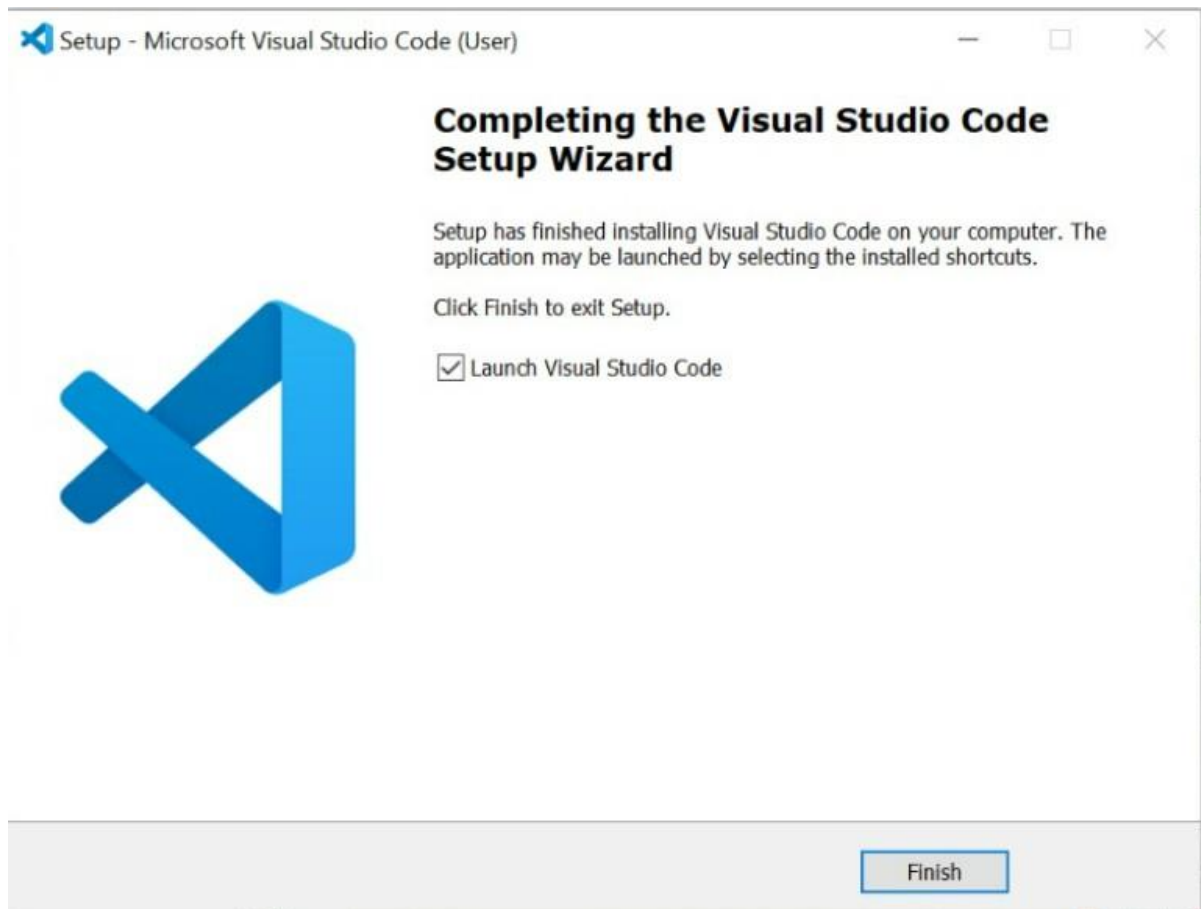 Setup - Microsoft Visual Studio Code (User)
Completing the Visual Studio Code
Setup Wizard
Setup has finished installing Visual Studio Code on your computer. The
application may be launched by selecting the installed shortcuts.
Click Finish to exit Setup.
Launch Visual Studio Code
Finish